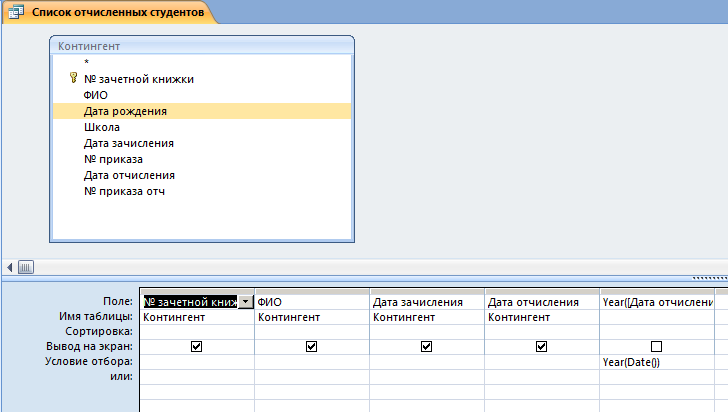 Список отчисленных студентов
Контингент
*
№ зачетной книжки
ФИО
Дата рождения
Школа
Дата зачисления
№ приказа
Дата отчисления
№ приказа отч
Поле: № зачетной книж ФИО Дата зачисления Дата отчисления Year([Дата отчислени
Имя таблицы: Контингент Контингент Контингент Контингент
Сортировка:
Вывод на экран:
Условие отбора: Year(Date())
или: